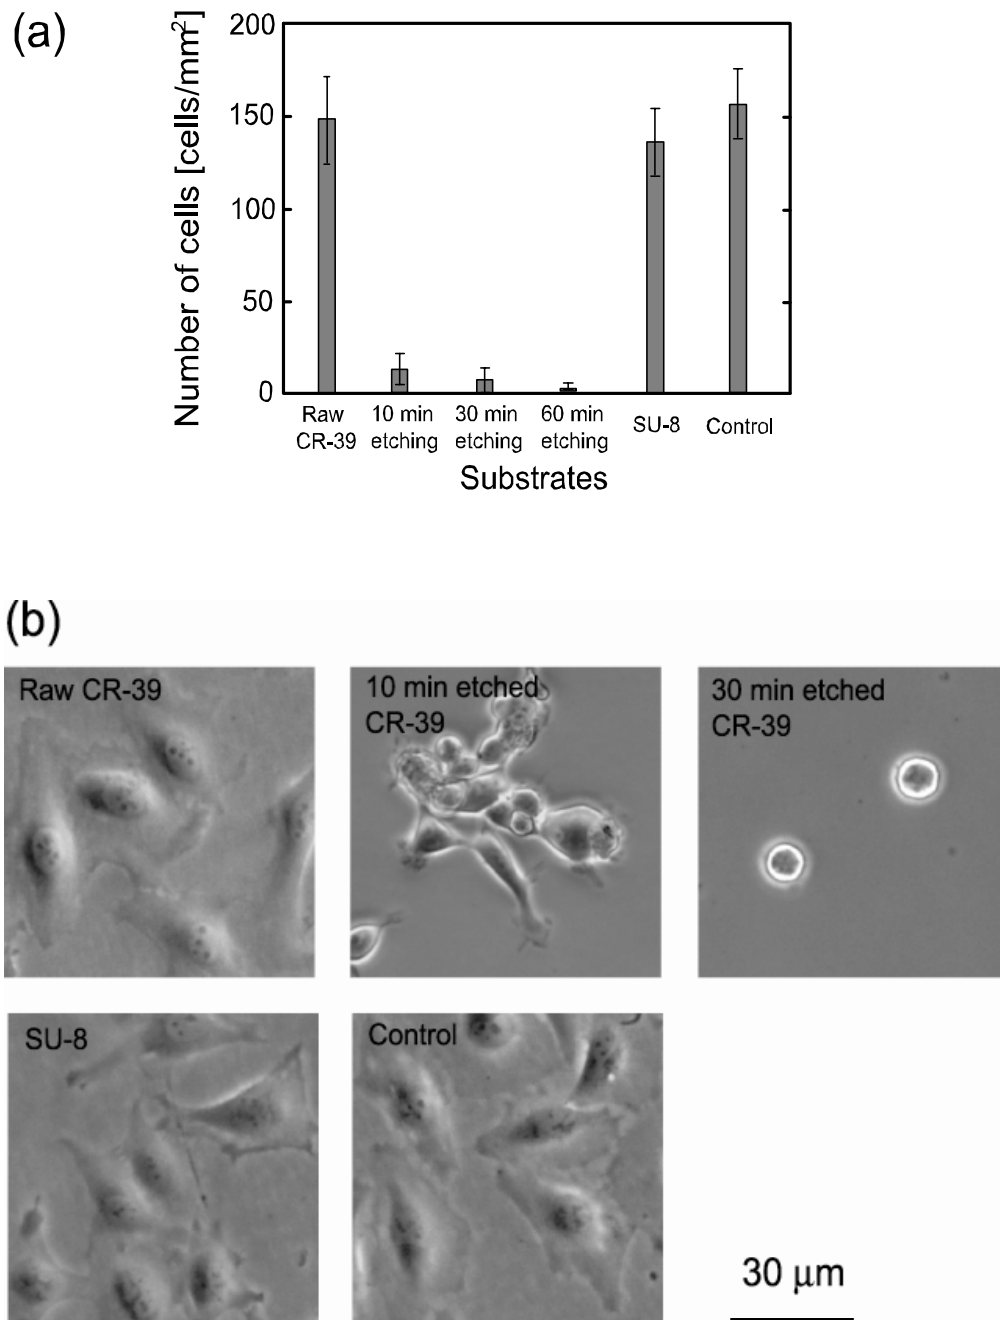 (a)
Number of cells [cells/mm²]
200
150
100
50
0
Raw CR-39
10 min etching
30 min etching
60 min etching
SU-8
Control
Substrates
(b)
Raw CR-39
10 min etched
CR-39
30 min etched
CR-39
SU-8
Control
30 μm